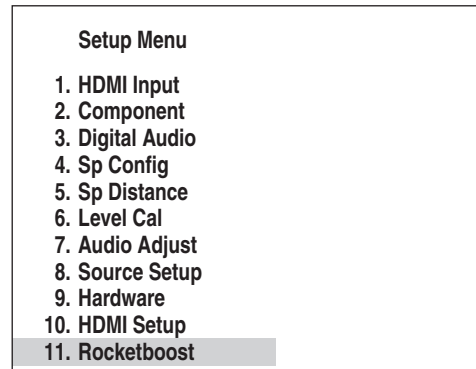 Setup Menu
1. HDMI Input
2. Component
3. Digital Audio
4. Sp Config
5. Sp Distance
6. Level Cal
7. Audio Adjust
8. Source Setup
9. Hardware
10. HDMI Setup
11. Rocketboost